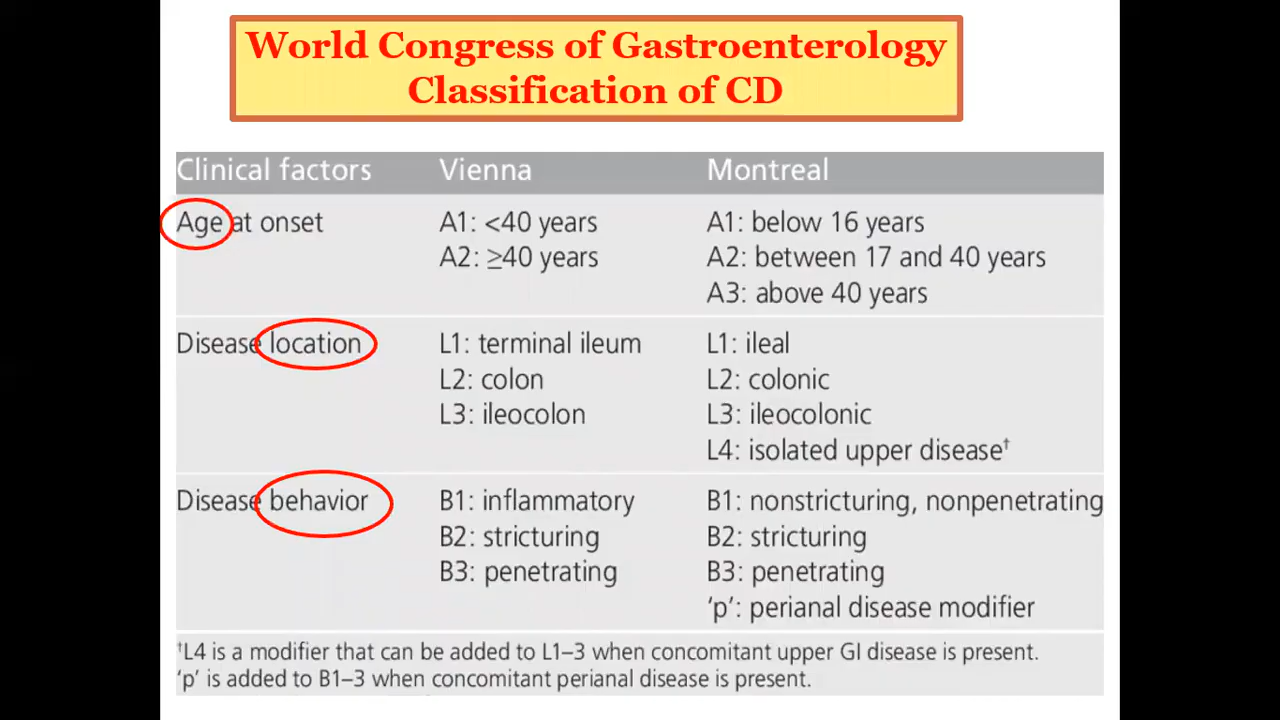 World Congress of Gastroenterology
Classification of CD
Clinical factors Vienna Montreal
Age at onset A1: <40 years A1: below 16 years
A2: ≥40 years A2: between 17 and 40 years
A3: above 40 years
Disease location L1: terminal ileum L1: ileal
L2: colon L2: colonic
L3: ileocolon L3: ileocolonic
L4: isolated upper disease†
Disease behavior B1: inflammatory B1: nonstricturing, nonpenetrating
B2: stricturing B2: stricturing
B3: penetrating B3: penetrating
‘p’: perianal disease modifier
†L4 is a modifier that can be added to L1–3 when concomitant upper GI disease is present.
‘p’ is added to B1–3 when concomitant perianal disease is present.